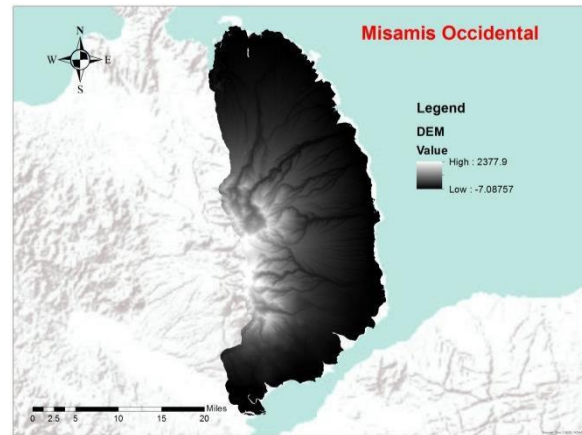 Misamis Occidental
N
W E
S
Legend
DEM
Value
High : 2377.9
Low : -7.08757
Miles
0 2.5 5 10 15 20